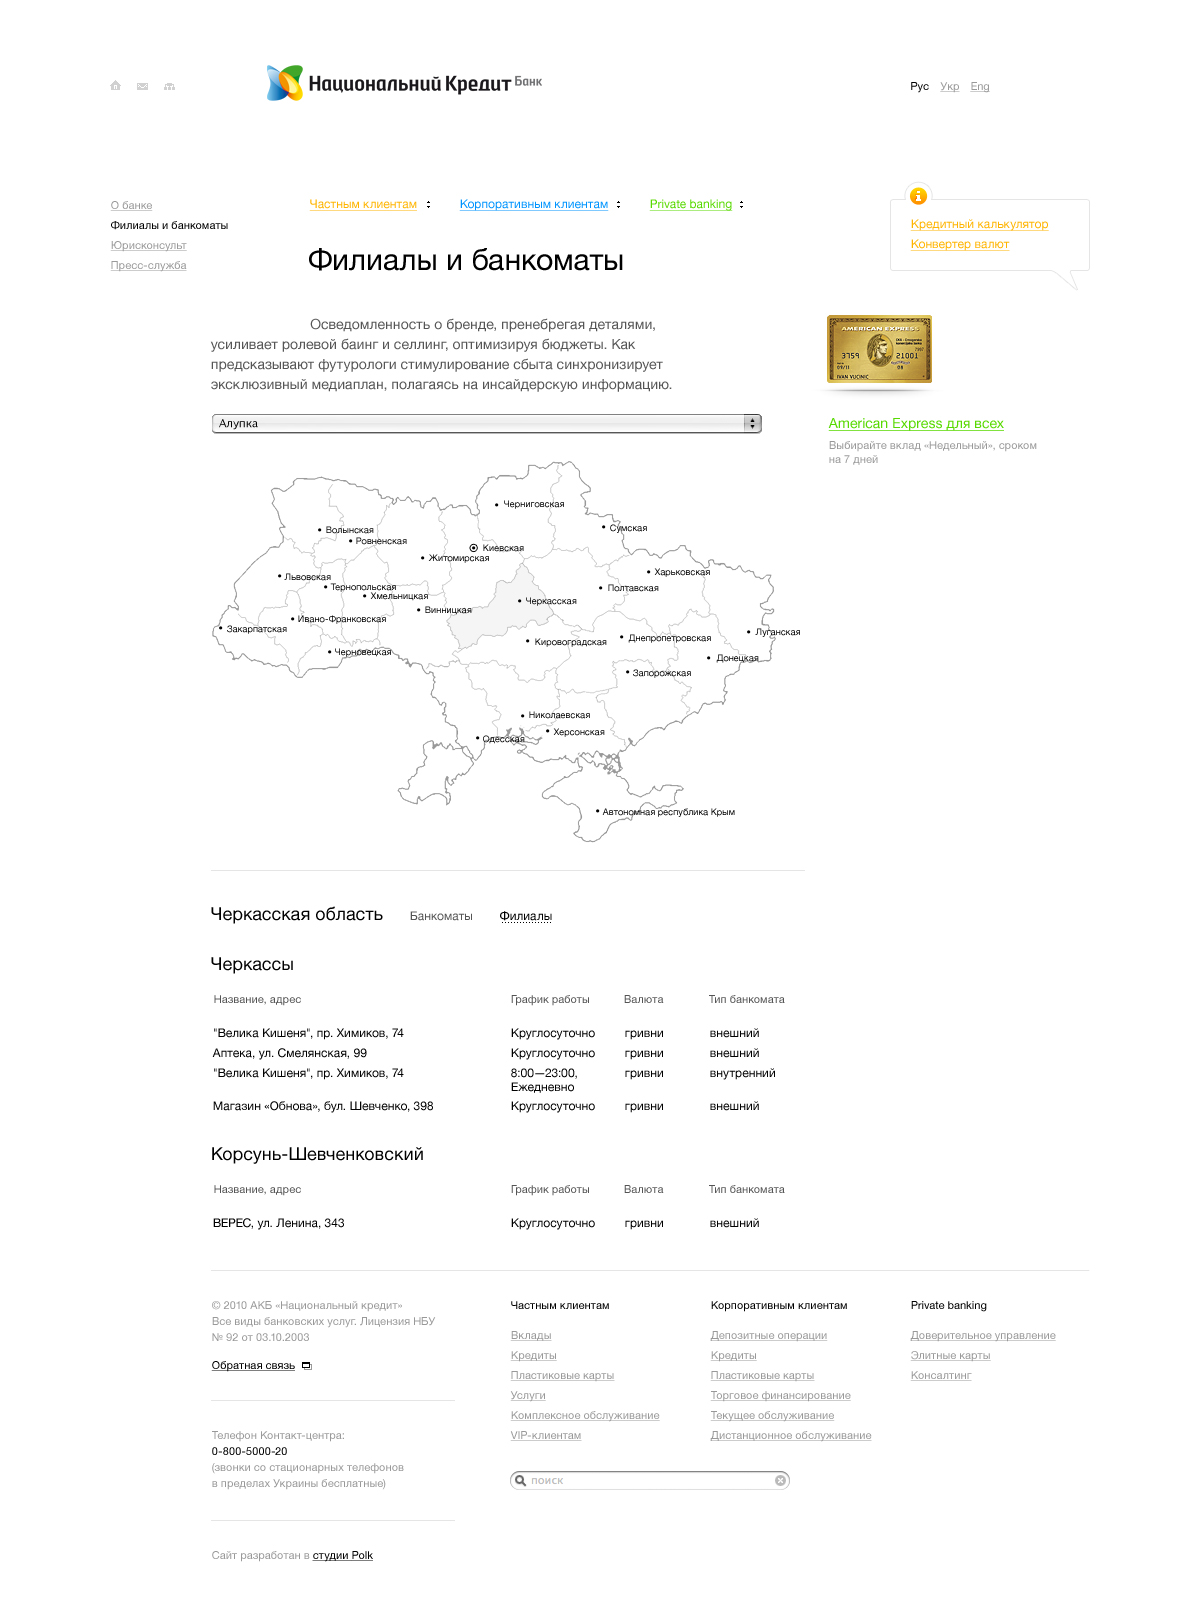 Национальний Кредит Банк
Рус Укр Eng
О банке
Филиалы и банкоматы
Юрисконсульт
Пресс-служба
Частным клиентам
Корпоративным клиентам
Private banking
Кредитный калькулятор
Конвертер валют
Филиалы и банкоматы
Осведомленность о бренде, пренебрегая деталями,
усиливает ролевой баинг и селлинг, оптимизируя бюджеты. Как
предсказывают футурологи стимулирование сбыта синхронизирует
эксклюзивный медиаплан, полагаясь на инсайдерскую информацию.
AMERICAN EXPRESS
3759
21001
09/11
08
IVAN YUCINIC
American Express для всех
Выбирайте вклад «Недельный», сроком
на 7 дней
Алупка
Черниговская
Волынская
Сумская
Ровненская
Киевская
Житомирская
Харьковская
Львовская
Тернопольская
Полтавская
Хмельницкая
Черкасская
Винницкая
Ивано-Франковская
Закарпатская
Луганская
Днепропетровская
Кировоградская
Черновецкая
Донецкая
Запорожская
Николаевская
Херсонская
Одесская
Автономная республика Крым
Черкасская область Банкоматы Филиалы
Черкассы
Название, адрес График работы Валюта Тип банкомата
"Велика Кишеня", пр. Химиков, 74 Круглосуточно гривни внешний
Аптека, ул. Смелянская, 99 Круглосуточно гривни внешний
"Велика Кишеня", пр. Химиков, 74 8:00—23:00, гривни внутренний
Ежедневно
Магазин «Обнова», бул. Шевченко, 398 Круглосуточно гривни внешний
Корсунь-Шевченковский
Название, адрес График работы Валюта Тип банкомата
ВЕРЕС, ул. Ленина, 343 Круглосуточно гривни внешний
© 2010 АКБ «Национальный кредит»
Все виды банковских услуг. Лицензия НБУ
№ 92 от 03.10.2003
Обратная связь
Телефон Контакт-центра:
0-800-5000-20
(звонки со стационарных телефонов
в пределах Украины бесплатные)
Сайт разработан в студии Polk
Частным клиентам
Вклады
Кредиты
Пластиковые карты
Услуги
Комплексное обслуживание
VIP-клиентам
Корпоративным клиентам
Депозитные операции
Кредиты
Пластиковые карты
Торговое финансирование
Текущее обслуживание
Дистанционное обслуживание
Private banking
Доверительное управление
Элитные карты
Консалтинг
поиск